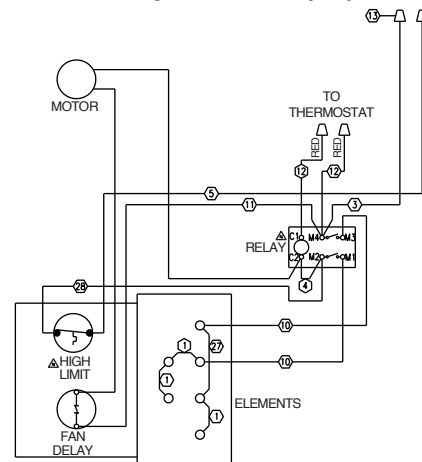 13
MOTOR
TO
THERMOSTAT
RED
RED
12
12
5
11
3
C1 M4 M3
RELAY
C2 M2 M1
4
28
10
1
27
10
HIGH
LIMIT
1
ELEMENTS
1
FAN
DELAY